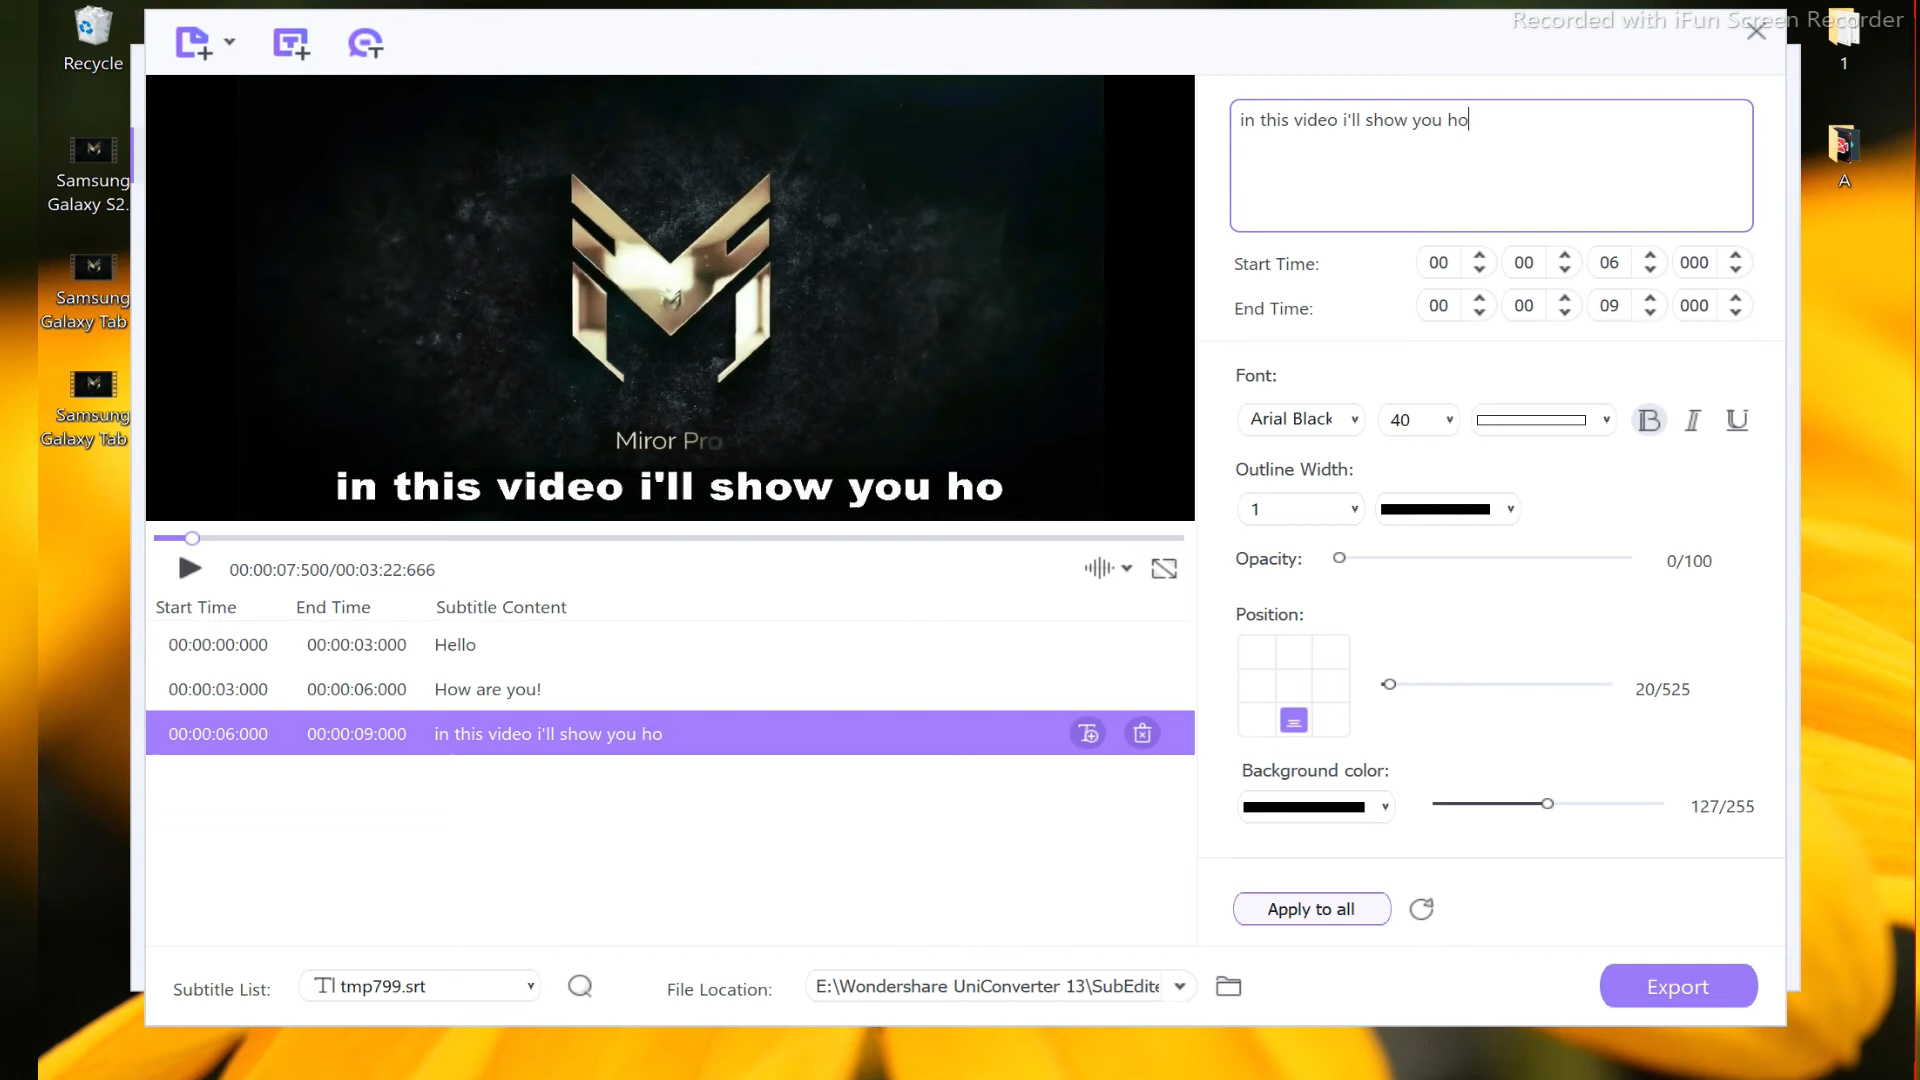 Recorded with iFun Screen Recorder
Recycle
Samsung
Galaxy S2.
Samsung
Galaxy Tab
Samsung
Galaxy Tab
1
A
Miror Pro
in this video i'll show you ho
00:00:07:500/00:03:22:666
Start Time End Time Subtitle Content
00:00:00:000 00:00:03:000 Hello
00:00:03:000 00:00:06:000 How are you!
00:00:06:000 00:00:09:000 in this video i'll show you ho
in this video i'll show you ho
Start Time: 00 00 06 000
End Time: 00 00 09 000
Font:
Arial Black 40 B I U
Outline Width:
1
Opacity: 0/100
Position:
20/525
Background color:
127/255
Apply to all
Subtitle List: tmp799.srt File Location: E:\Wondershare UniConverter 13\SubEdite
Export